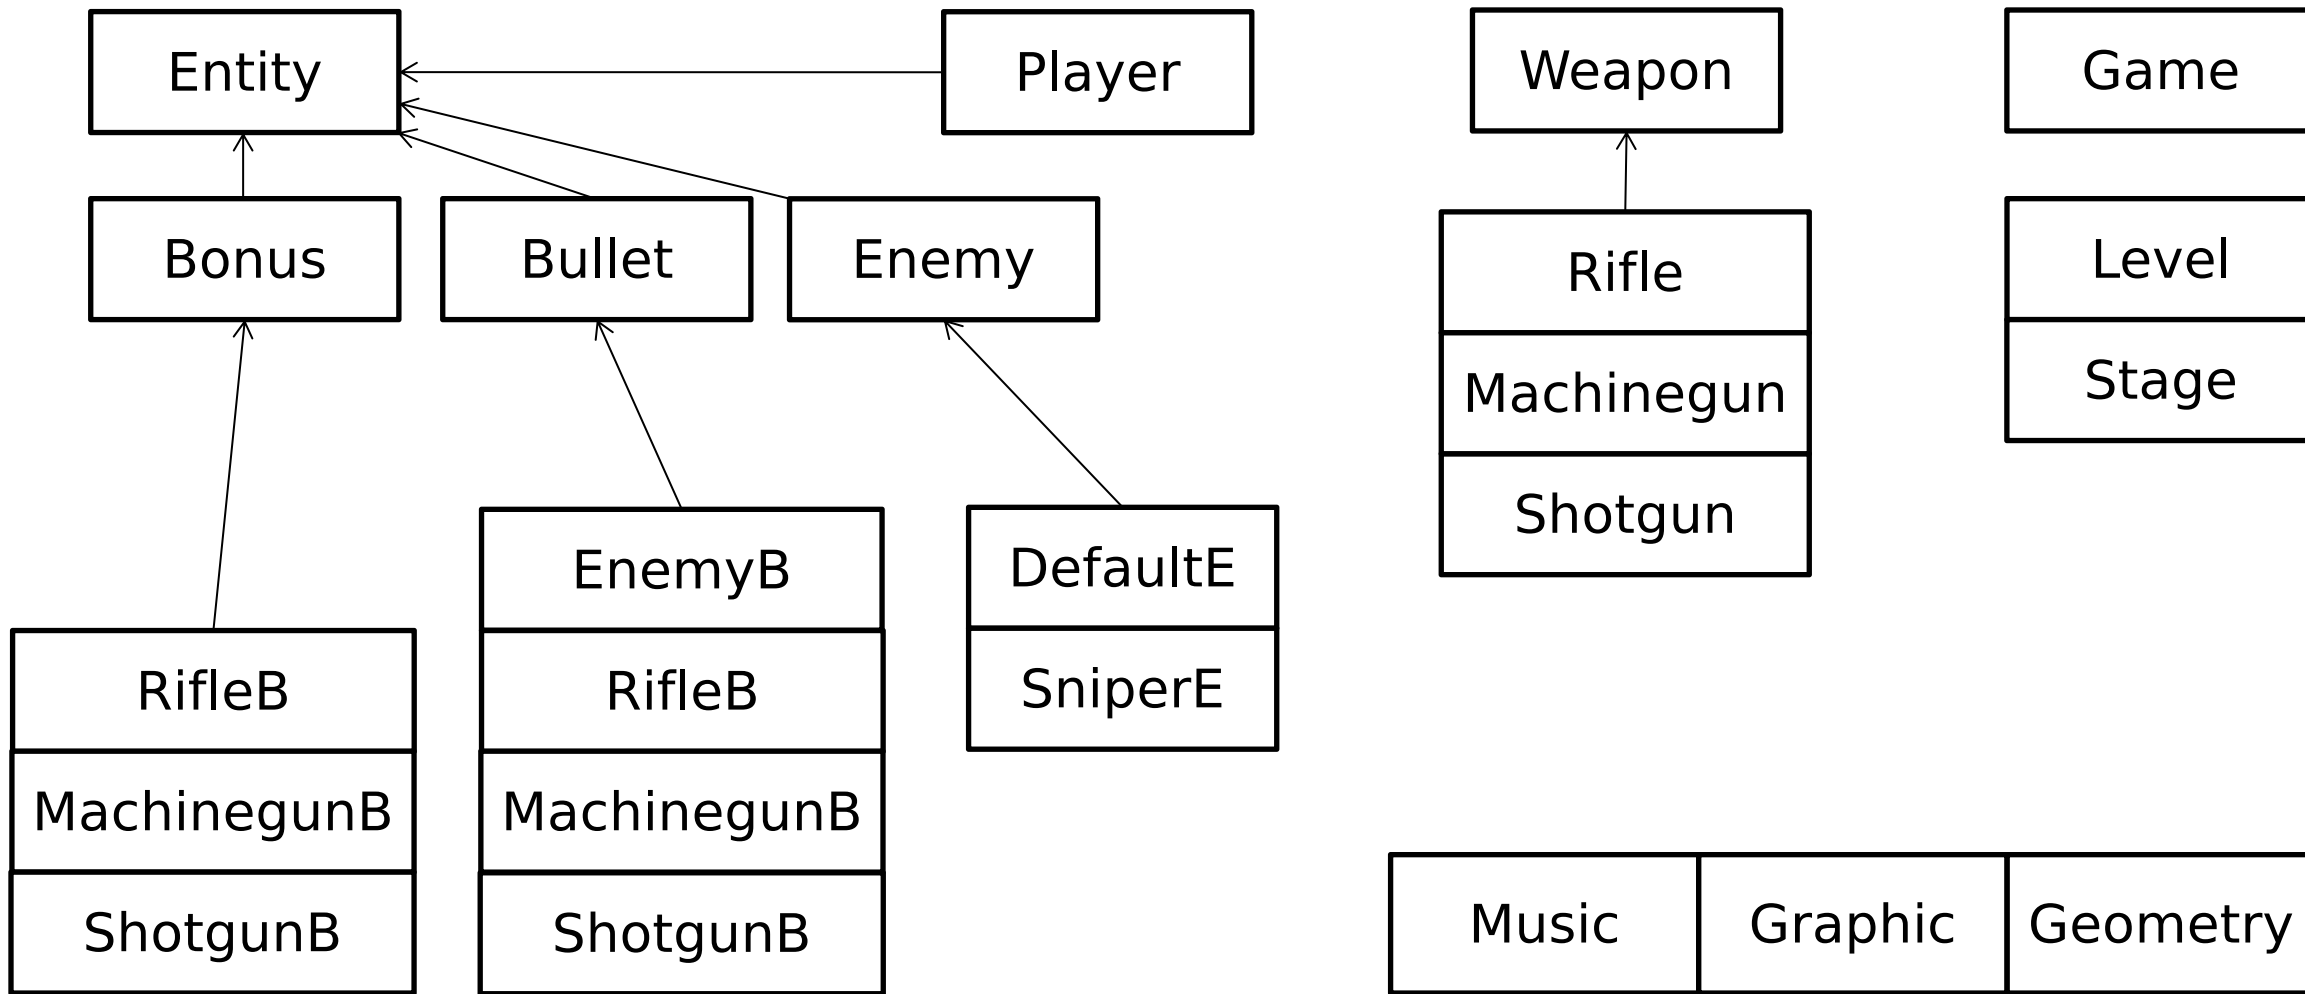 Entity
Player
Weapon
Game
Bonus
Bullet
Enemy
Rifle
Machinegun
Shotgun
Level
Stage
EnemyB
RifleB
MachinegunB
ShotgunB
DefaultE
SniperE
RifleB
MachinegunB
ShotgunB
Music
Graphic
Geometry